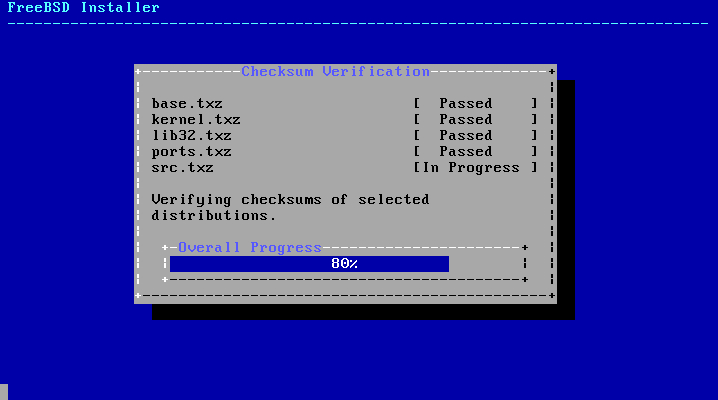 FreeBSD Installer
Checksum Verification
base.txz [ Passed ]
kernel.txz [ Passed ]
lib32.txz [ Passed ]
ports.txz [ Passed ]
src.txz [In Progress ]
Verifying checksums of selected
distributions.
Overall Progress
80%